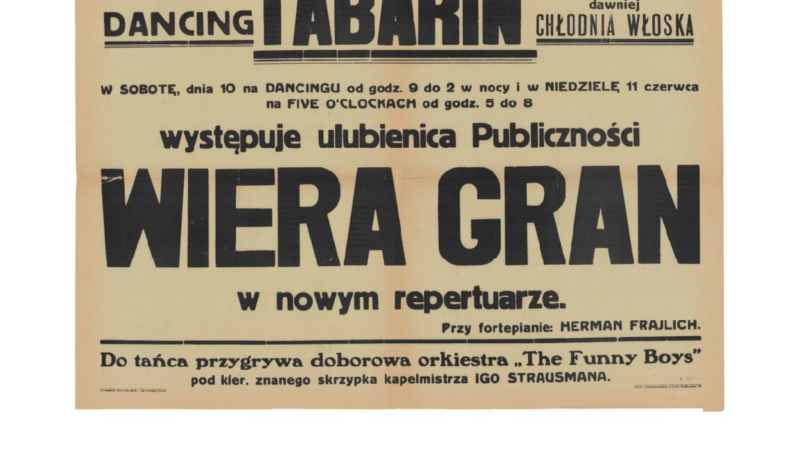 DANCING TABARIN dawniej
CHŁODNIA WŁOSKA
W SOBOTĘ, dnia 10 na DANCINGU od godz. 9 do 2 w nocy i w NIEDZIELĘ 11 czerwca
na FIVE O'CLOCKACH od godz. 5 do 8
występuje ulubienica Publiczności
WIERA GRAN
w nowym repertuarze.
Przy fortepianie: HERMAN FRAJLICH.
Do tańca przygrywa doborowa orkiestra „The Funny Boys”
pod kier. znanego skrzypka kapelmistrza IGO STRAUSMANA.